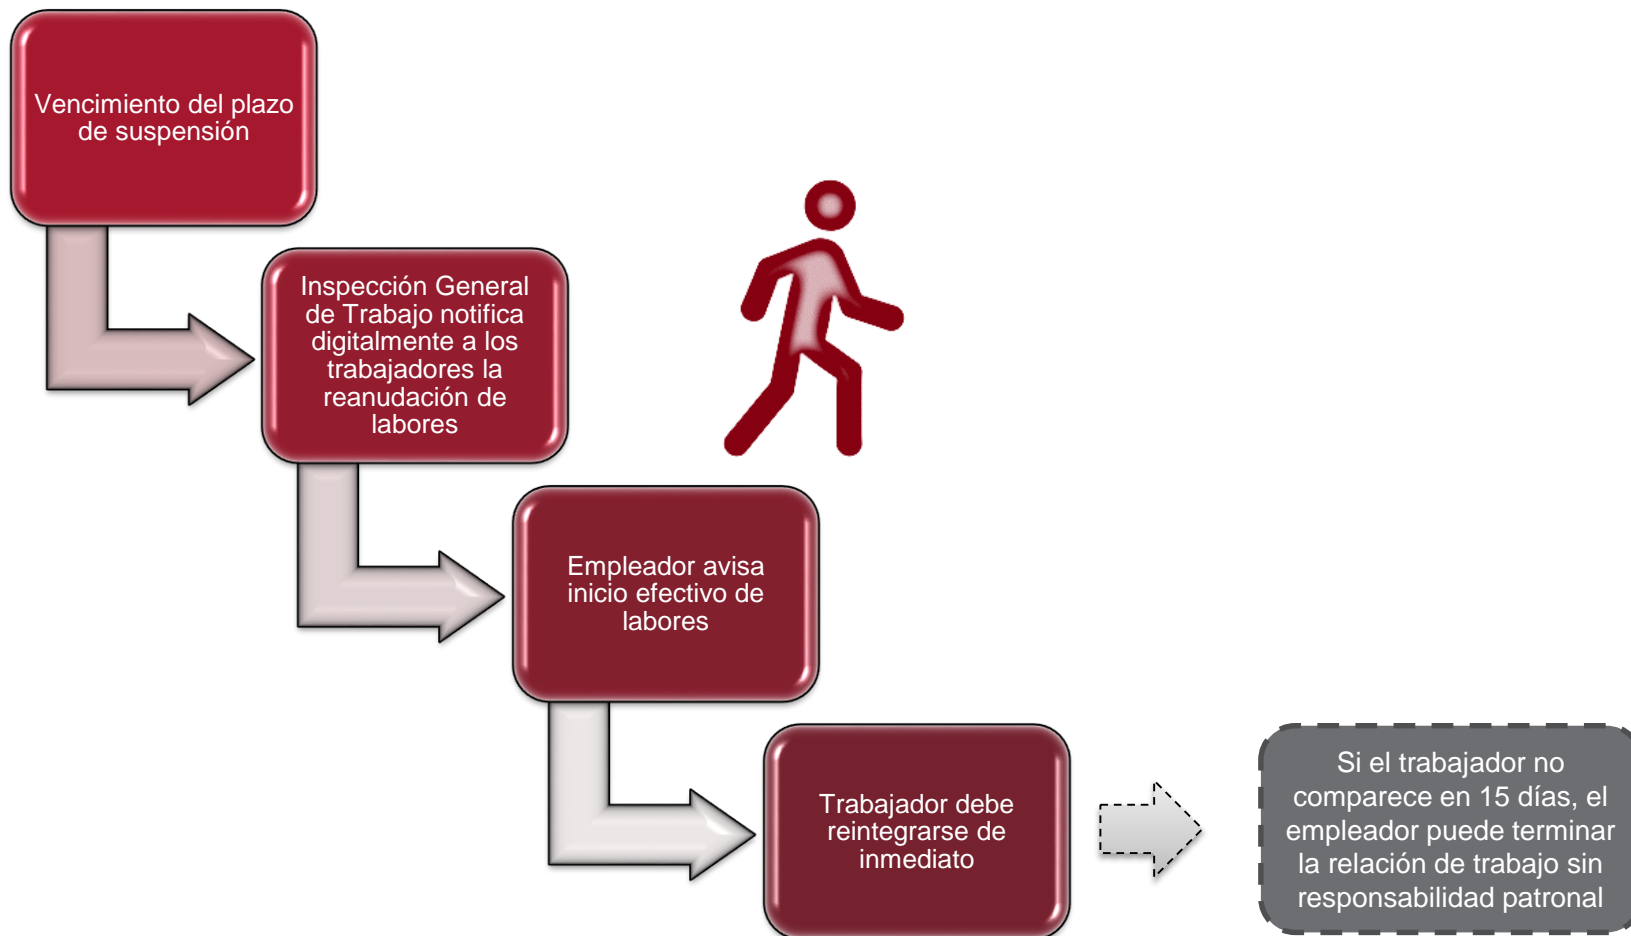 Vencimiento del plazo
de suspensión
Inspección General
de Trabajo notifica
digitalmente a los
trabajadores la
reanudación de
labores
Empleador avisa
inicio efectivo de
labores
Trabajador debe
reintegrarse de
inmediato
Si el trabajador no
comparece en 15 días, el
empleador puede terminar
la relación de trabajo sin
responsabilidad patronal